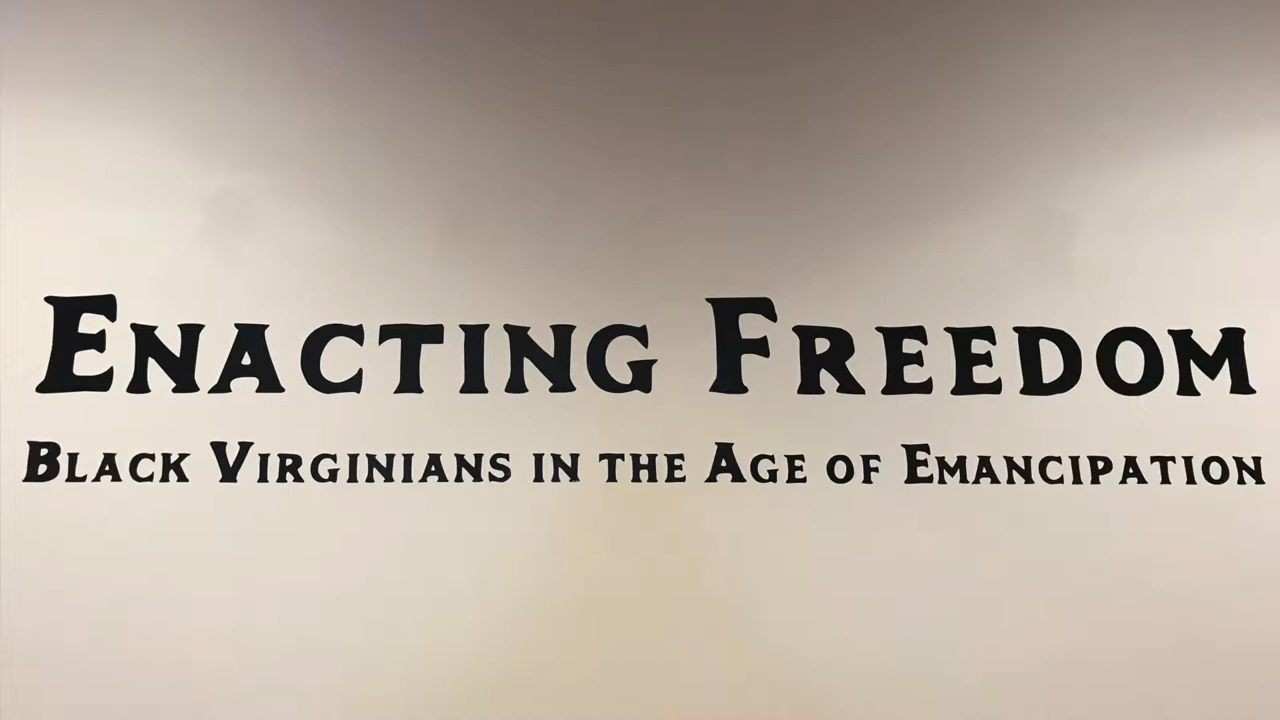 Enacting Freedom
Black Virginians in the Age of Emancipation